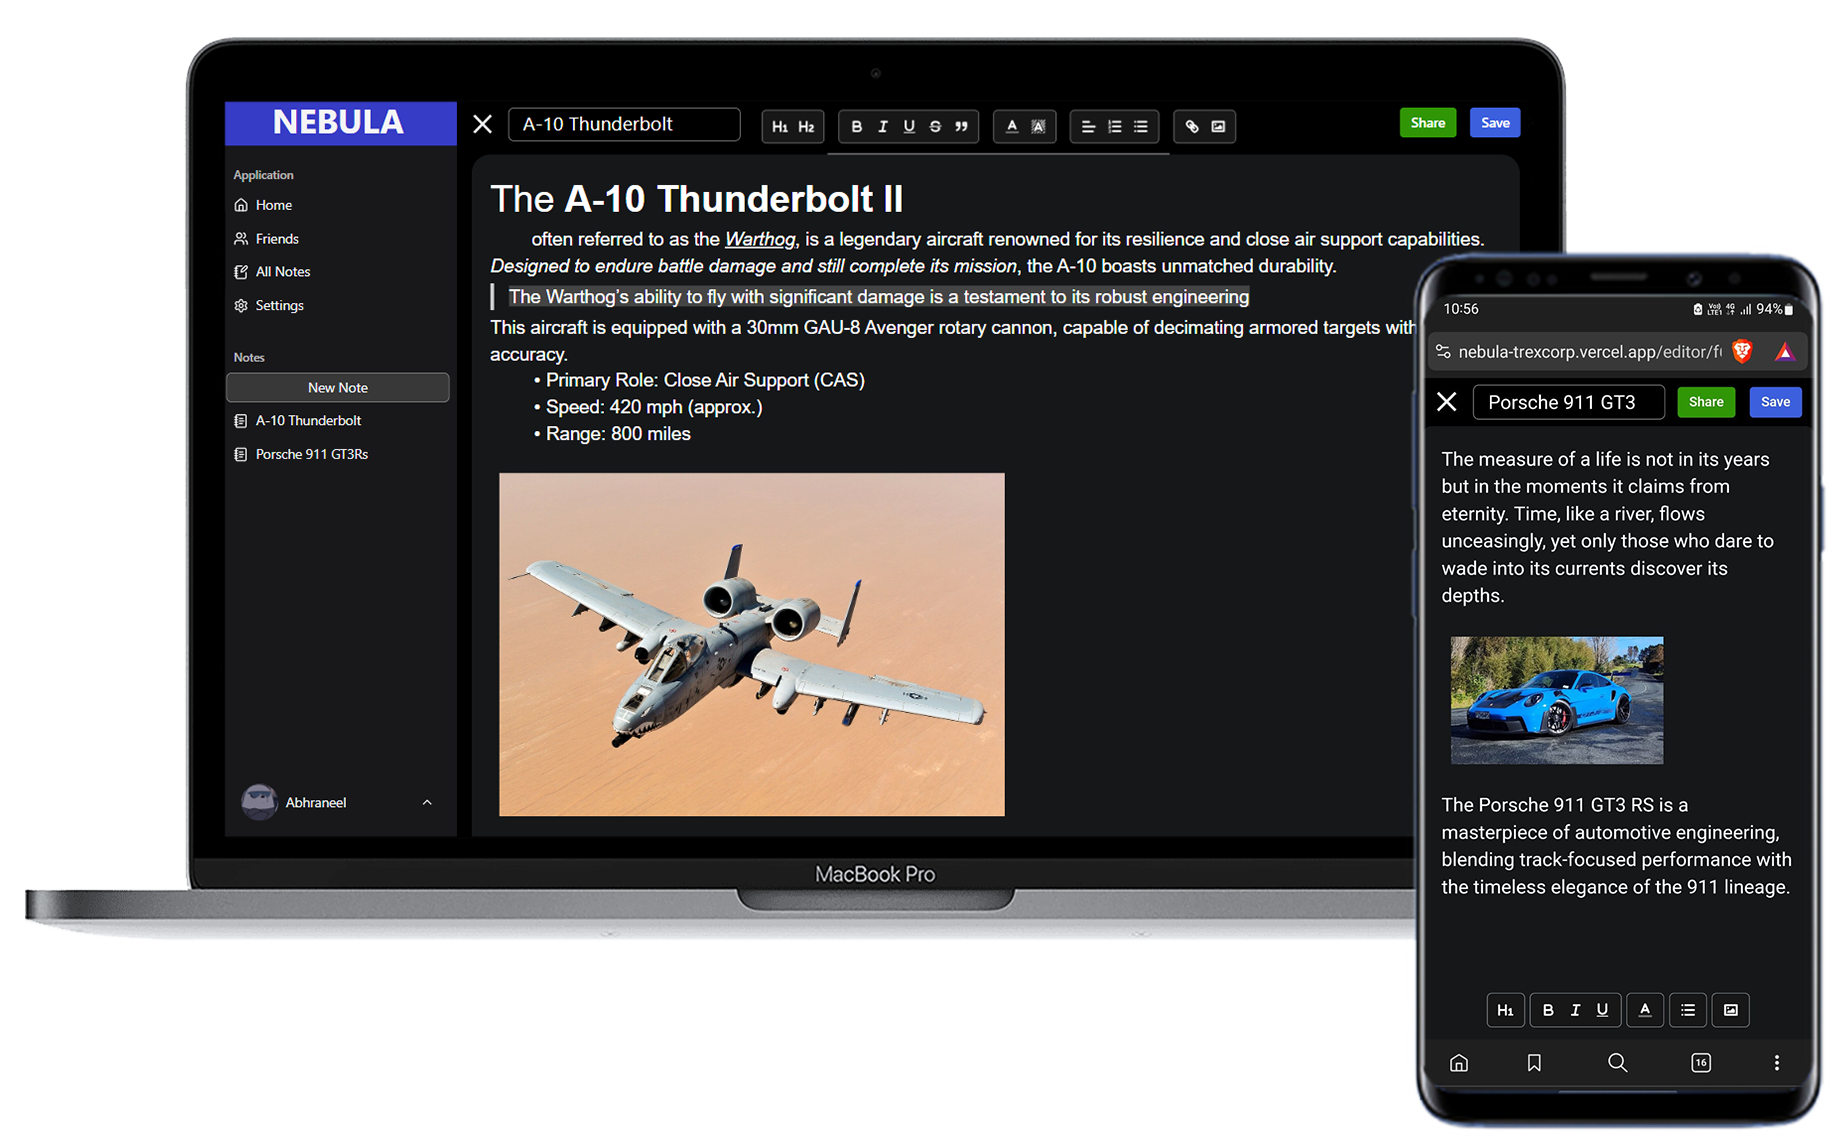 NEBULA
Application
Home
Friends
All Notes
Settings
Notes
New Note
A-10 Thunderbolt
Porsche 911 GT3Rs
Abhraneel
A-10 Thunderbolt
H1 H2
B I U S ”
A A
Share
Save
The A-10 Thunderbolt II
often referred to as the Warthog, is a legendary aircraft renowned for its resilience and close air support capabilities.
Designed to endure battle damage and still complete its mission, the A-10 boasts unmatched durability.
The Warthog’s ability to fly with significant damage is a testament to its robust engineering
This aircraft is equipped with a 30mm GAU-8 Avenger rotary cannon, capable of decimating armored targets with
accuracy.
• Primary Role: Close Air Support (CAS)
• Speed: 420 mph (approx.)
• Range: 800 miles
MacBook Pro
10:56
Vo) 4G
LTE1
94%
nebula-trexcorp.vercel.app/editor/f
Porsche 911 GT3
Share
Save
The measure of a life is not in its years
but in the moments it claims from
eternity. Time, like a river, flows
unceasingly, yet only those who dare to
wade into its currents discover its
depths.
The Porsche 911 GT3 RS is a
masterpiece of automotive engineering,
blending track-focused performance with
the timeless elegance of the 911 lineage.
H1
B I U
A
16